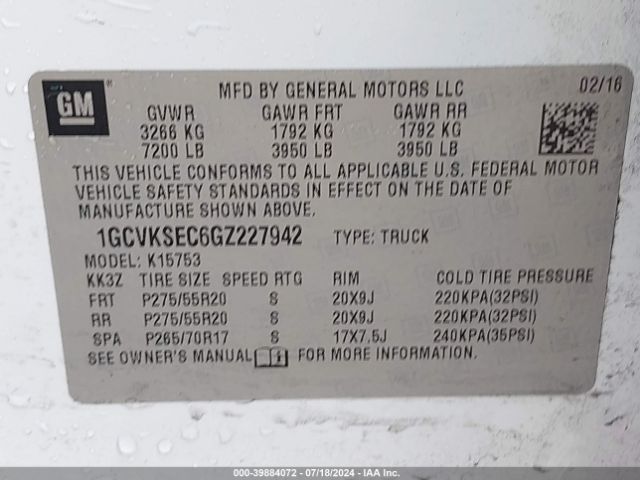 GM ®
MFD BY GENERAL MOTORS LLC 02/16
GVWR GAWR FRT GAWR RR
3266 KG 1792 KG 1792 KG
7200 LB 3950 LB 3950 LB
THIS VEHICLE CONFORMS TO ALL APPLICABLE U.S. FEDERAL MOTOR
VEHICLE SAFETY STANDARDS IN EFFECT ON THE DATE OF
MANUFACTURE SHOWN ABOVE.
1GCVKSEC6GZ227942 TYPE: TRUCK
MODEL: K15753
KK3Z TIRE SIZE SPEED RTG RIM COLD TIRE PRESSURE
FRT P275/55R20 S 20X9J 220KPA(32PSI)
RR P275/55R20 S 20X9J 220KPA(32PSI)
SPA P265/70R17 S 17X7.5J 240KPA(35PSI)
SEE OWNER'S MANUAL FOR MORE INFORMATION.
000-39884072 - 07/18/2024 - IAA Inc.